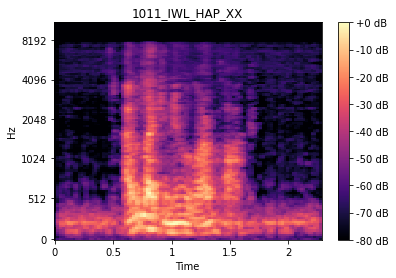 1011_IWL_HAP_XX
+0 dB
8192
-10 dB
4096
-20 dB
-30 dB
2048
Hz
-40 dB
1024
-50 dB
512
-60 dB
-70 dB
0
-80 dB
0
0.5
1
1.5
2
Time